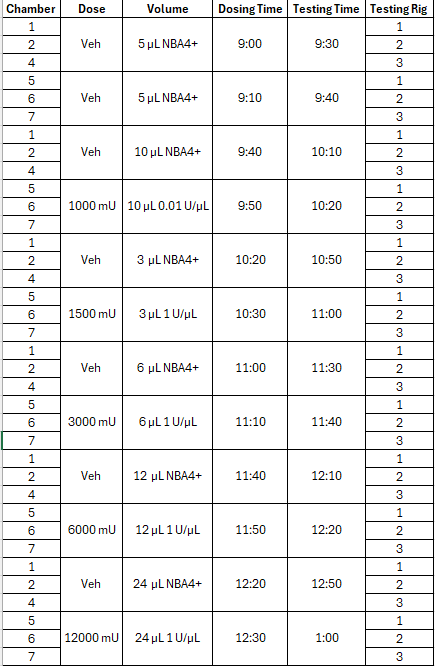 Chamber Dose Volume Dosing Time Testing Time Testing Rig
1 1
2 Veh 5 µL NBA4+ 9:00 9:30 2
4 3
5 1
6 Veh 5 µL NBA4+ 9:10 9:40 2
7 3
1 1
2 Veh 10 µL NBA4+ 9:40 10:10 2
4 3
5 1
6 1000 mU 10 µL 0.01 U/µL 9:50 10:20 2
7 3
1 1
2 Veh 3 µL NBA4+ 10:20 10:50 2
4 3
5 1
6 1500 mU 3 µL 1 U/µL 10:30 11:00 2
7 3
1 1
2 Veh 6 µL NBA4+ 11:00 11:30 2
4 3
5 1
6 3000 mU 6 µL 1 U/µL 11:10 11:40 2
7 3
1 1
2 Veh 12 µL NBA4+ 11:40 12:10 2
4 3
5 1
6 6000 mU 12 µL 1 U/µL 11:50 12:20 2
7 3
1 1
2 Veh 24 µL NBA4+ 12:20 12:50 2
4 3
5 1
6 12000 mU 24 µL 1 U/µL 12:30 1:00 2
7 3